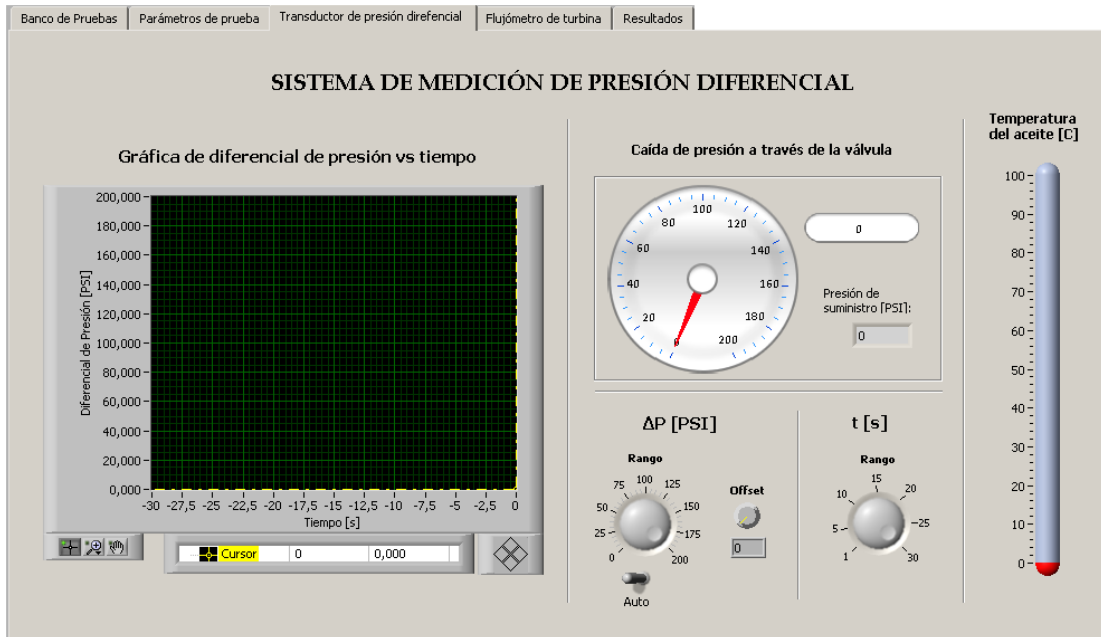 Banco de Pruebas
Parámetros de prueba
Transductor de presión direfencial
Flujómetro de turbina
Resultados
SISTEMA DE MEDICIÓN DE PRESIÓN DIFERENCIAL
Gráfica de diferencial de presión vs tiempo
Diferencial de Presión [PSI]
200,000
180,000
160,000
140,000
120,000
100,000
80,000
60,000
40,000
20,000
0,000
-30 -27,5 -25 -22,5 -20 -17,5 -15 -12,5 -10 -7,5 -5 -2,5 0
Tiempo [s]
Cursor 0 0,000
Caída de presión a través de la válvula
0 20 40 60 80 100 120 140 160 180 200
0
Presión de
suministro [PSI]:
0
ΔP [PSI]
Rango
0 25 50 75 100 125 150 175 200
Auto
Offset
0
t [s]
Rango
1 5 10 15 20 25 30
Temperatura
del aceite [C]
100
90
80
70
60
50
40
30
20
10
0